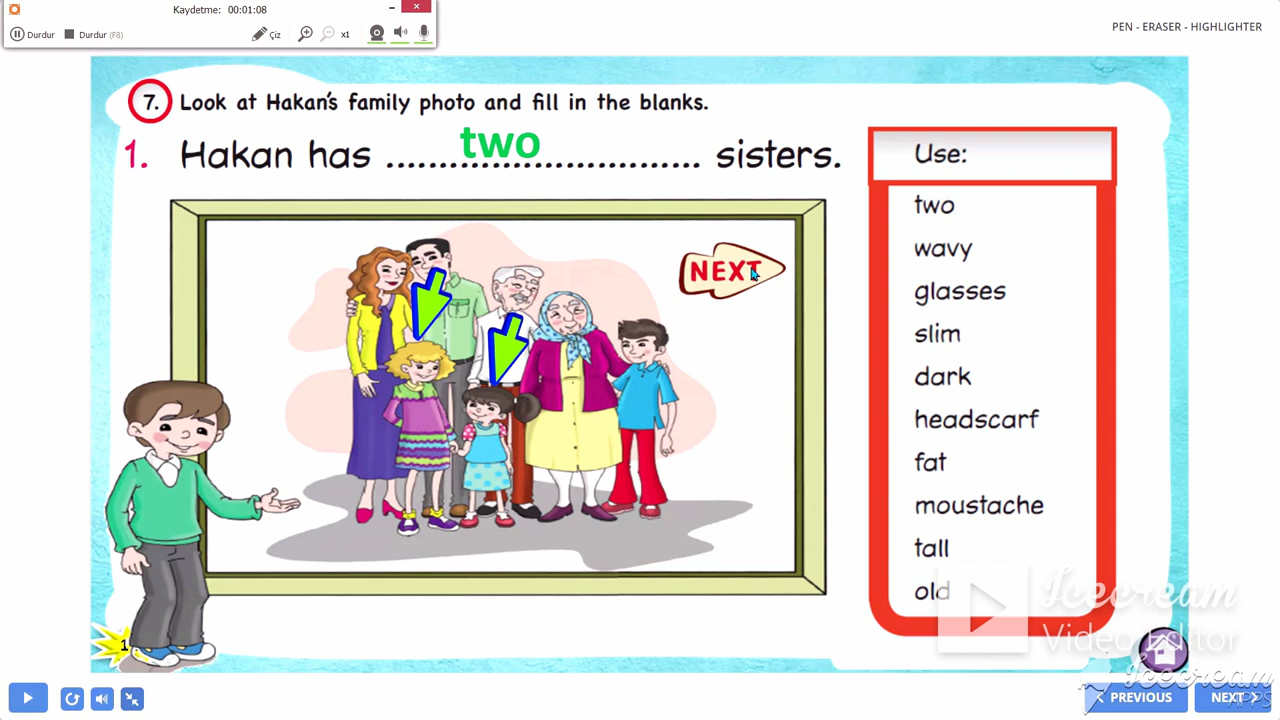 Kaydetme: 00:01:08
Durdur
Durdur (F8)
Çiz
x1
PEN - ERASER - HIGHLIGHTER
7. Look at Hakan's family photo and fill in the blanks.
1. Hakan has ......two...... sisters.
Use:
two
wavy
glasses
slim
dark
headscarf
fat
moustache
tall
old
NEXT
1
Icecream
Video Editor
Icecream
APPS
PREVIOUS
NEXT